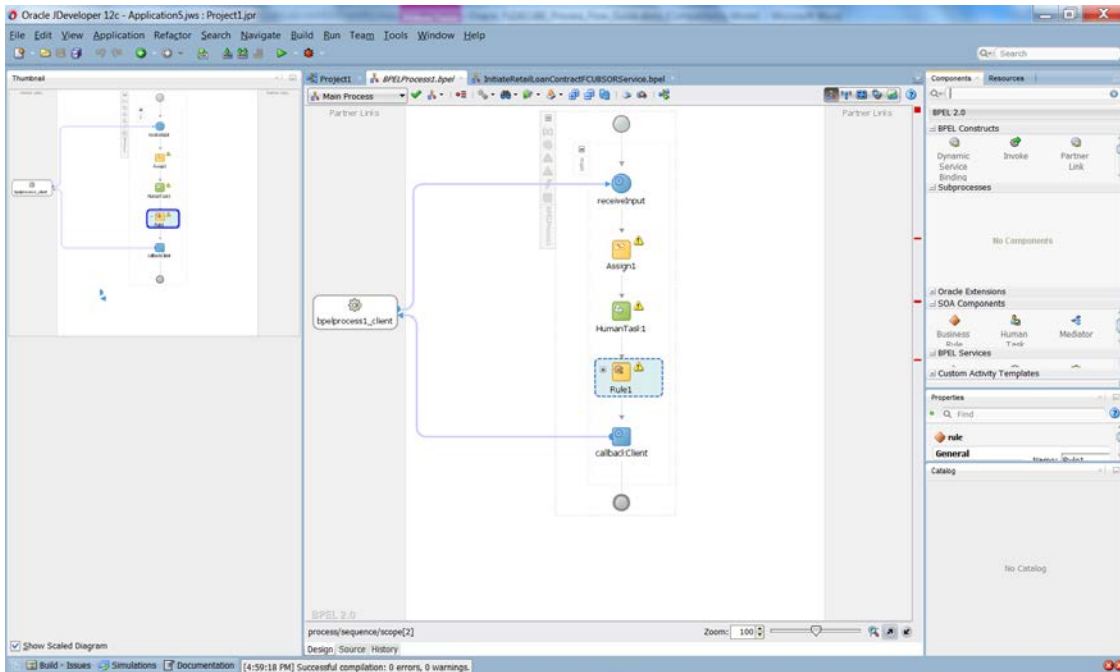 Oracle JDeveloper 12c - Application5.jws : Project1.jpr
File Edit View Application Refactor Search Navigate Build Run Team Tools Window Help
Search
Thumbnail
Project1 BPELProcess1.bpel InitiateRetailLoanContractFCUBSORService.bpel
Components Resources
Main Process
Partner Links
Partner Links
BPEL 2.0
BPEL Constructs
Dynamic Service Binding
Invoke
Partner Link
Subprocesses
No Components
Oracle Extensions
SOA Components
Business Rule
Human Task
Mediator
BPEL Services
Custom Activity Templates
receiveInput
Assign1
bpelprocess1_client
HumanTask1
Rule1
callbackClient
Properties
Find
rule
General
Name: Rule1
Catalog
No Catalog
BPEL 2.0
process/sequence/scope[2]
Zoom: 100
Show Scaled Diagram
Design Source History
Build - Issues Simulations Documentation [4:59:18 PM] Successful compilation: 0 errors, 0 warnings.